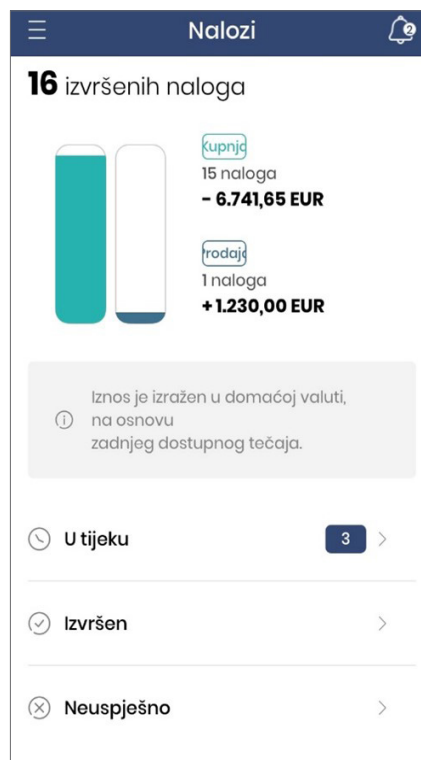 Nalozi
2
16 izvršenih naloga
Kupnja
15 naloga
- 6.741,65 EUR
Prodaja
1 naloga
+1.230,00 EUR
Iznos je izražen u domaćoj valuti,
na osnovu
zadnjeg dostupnog tečaja.
U tijeku
3
Izvršen
Neuspješno